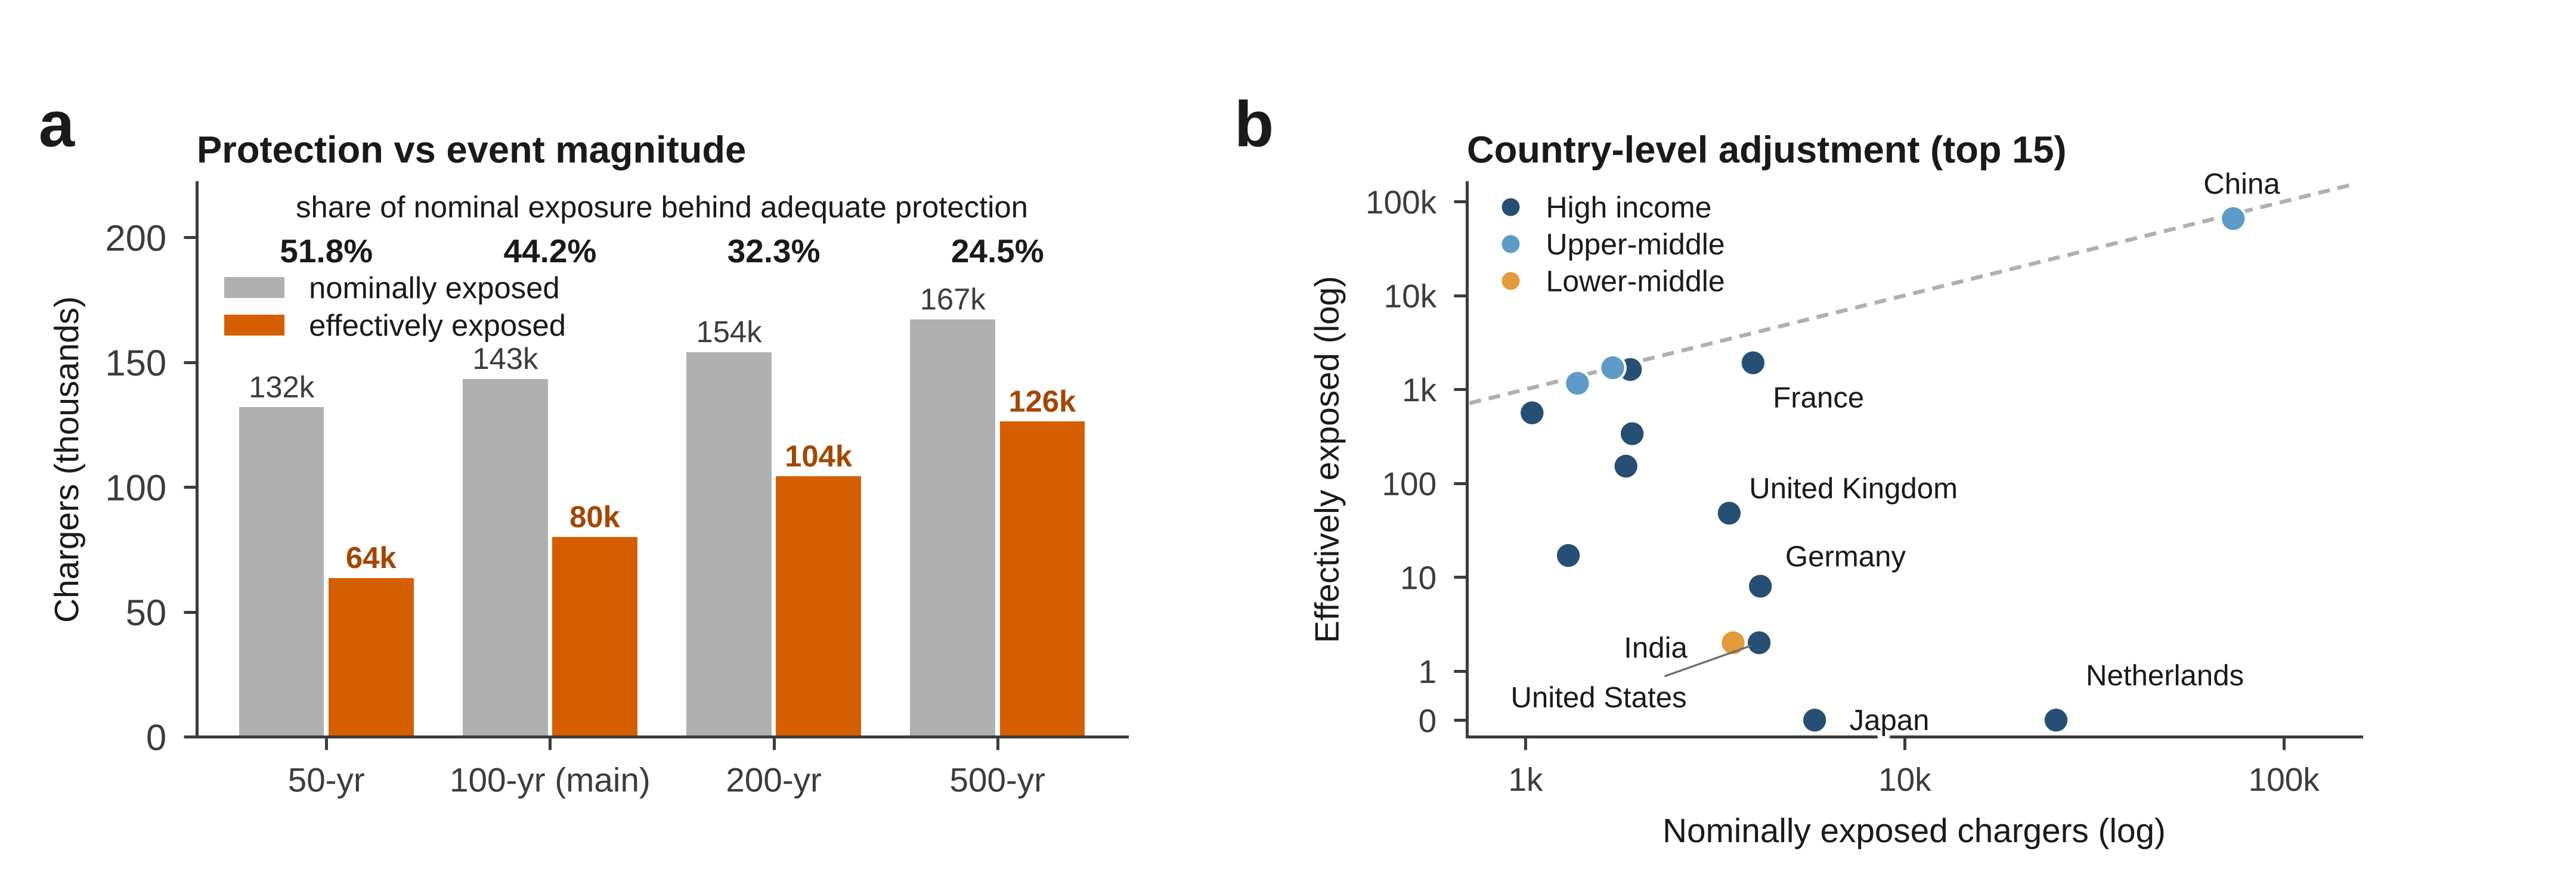 a
Protection vs event magnitude
share of nominal exposure behind adequate protection
51.8% 44.2% 32.3% 24.5%
nominally exposed
effectively exposed
132k 143k 154k 167k
64k 80k 104k 126k
200
150
100
50
0
Chargers (thousands)
50-yr 100-yr (main) 200-yr 500-yr
b
Country-level adjustment (top 15)
High income
Upper-middle
Lower-middle
China
France
United Kingdom
Germany
India
United States
Netherlands
Japan
100k
10k
1k
100
10
1
0
Effectively exposed (log)
1k 10k 100k
Nominally exposed chargers (log)